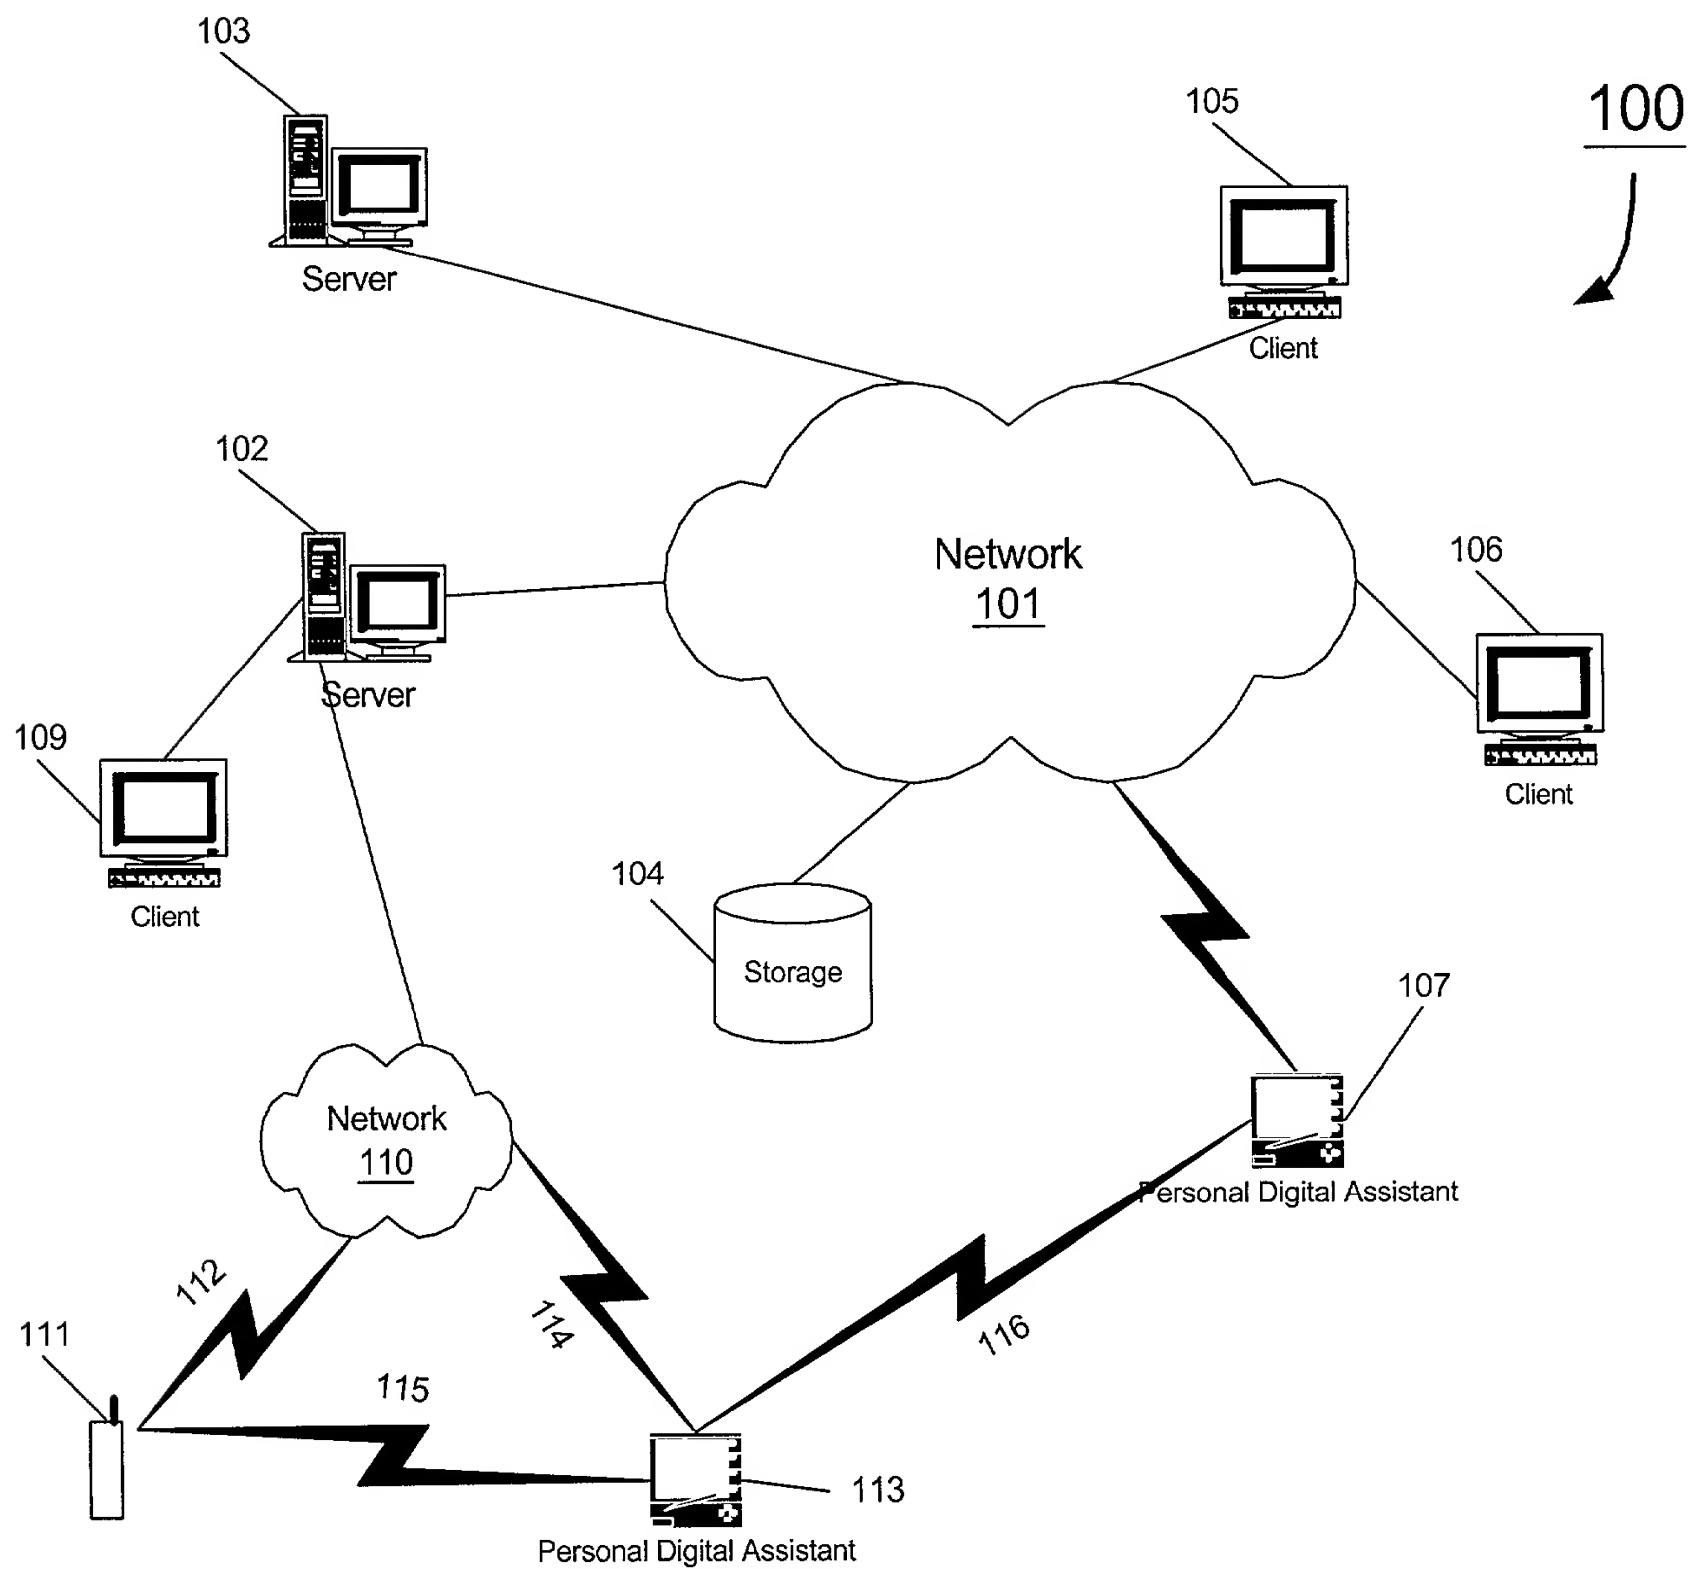 103
105
100
Server
Client
102
Network
101
106
Server
109
Client
Client
104
Storage
107
Network
110
Personal Digital Assistant
112
114
116
111
115
113
Personal Digital Assistant